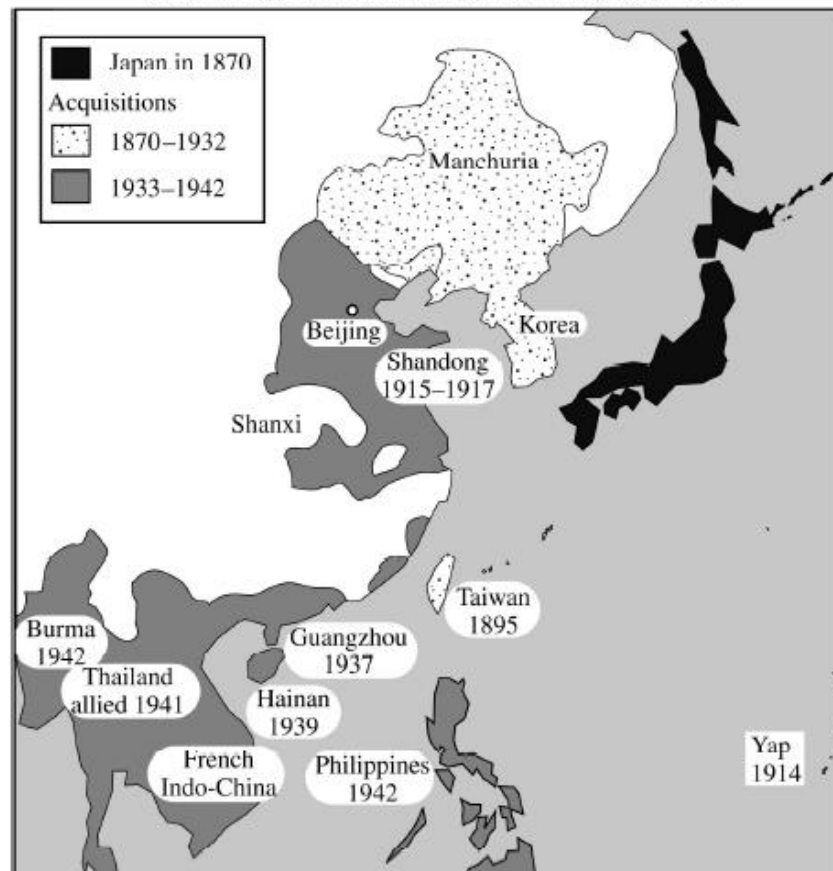 Japan in 1870
Acquisitions
1870–1932
1933–1942
Manchuria
Beijing
Korea
Shandong
1915–1917
Shanxi
Taiwan
1895
Burma
1942
Guangzhou
1937
Thailand
allied 1941
Hainan
1939
French
Indo-China
Philippines
1942
Yap
1914